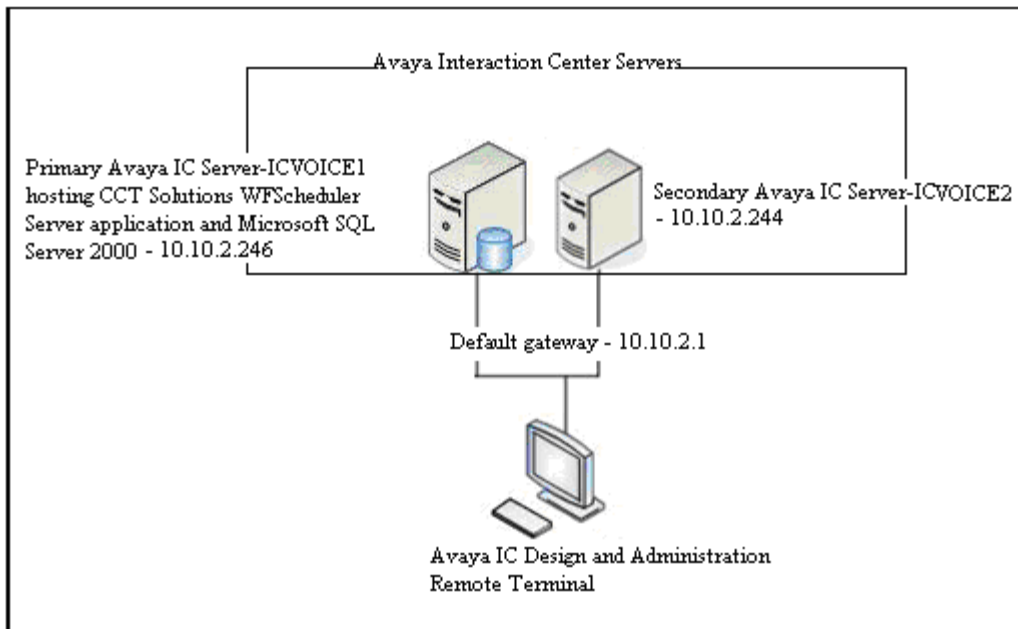 Avaya Interaction Center Servers
Primary Avaya IC Server-ICVOICE1
hosting CCT Solutions WFScheduler
Server application and Microsoft SQL
Server 2000 - 10.10.2.246
Secondary Avaya IC Server-ICVOICE2
- 10.10.2.244
Default gateway - 10.10.2.1
Avaya IC Design and Administration
Remote Terminal